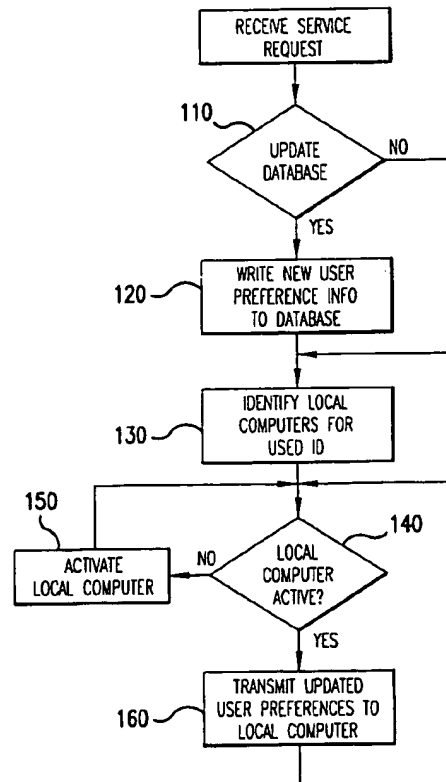 RECEIVE SERVICE
REQUEST
110
UPDATE
DATABASE
NO
YES
120
WRITE NEW USER
PREFERENCE INFO
TO DATABASE
130
IDENTIFY LOCAL
COMPUTERS FOR
USED ID
150
ACTIVATE
LOCAL COMPUTER
NO
140
LOCAL
COMPUTER
ACTIVE?
YES
160
TRANSMIT UPDATED
USER PREFERENCES TO
LOCAL COMPUTER